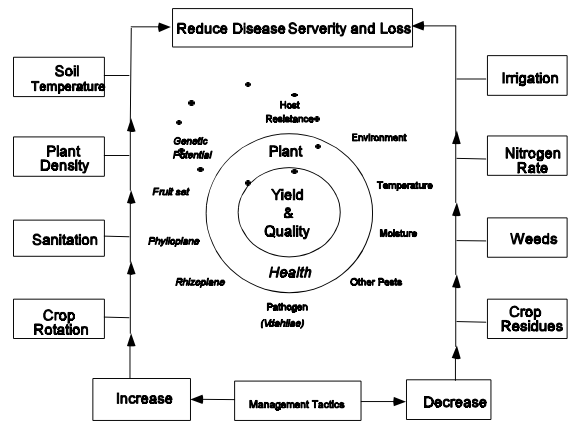 Reduce Disease Serverity and Loss
Soil
Temperature
Irrigation
Host
Resistance
Environment
Genetic
Potential
Plant
Plant
Density
Nitrogen
Rate
Fruit set
Yield
&
Quality
Temperature
Sanitation
Phylloplane
Moisture
Weeds
Health
Rhizoplane
Other Pests
Crop
Rotation
Pathogen
(Vdahliae)
Crop
Residues
Increase
Management Tactics
Decrease